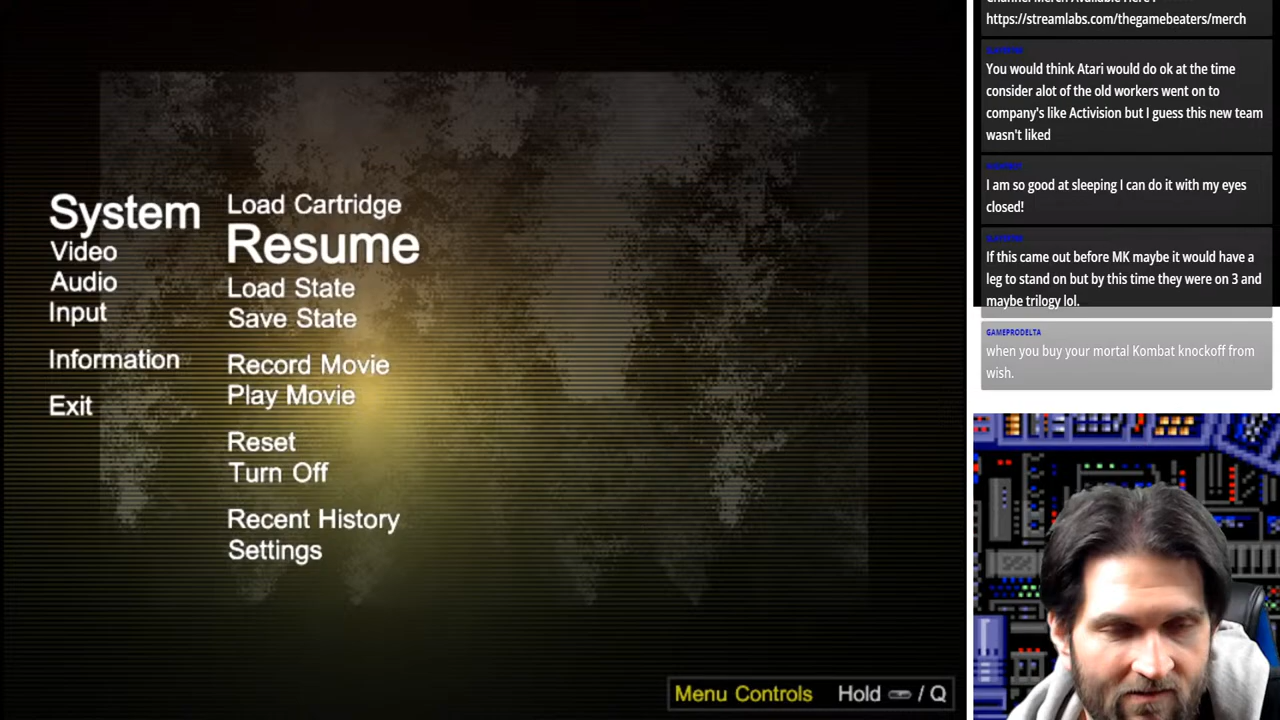 System
Video
Audio
Input
Information
Exit
Load Cartridge
Resume
Load State
Save State
Record Movie
Play Movie
Reset
Turn Off
Recent History
Settings
Menu Controls Hold / Q
https://streamlabs.com/thegamebeaters/merch
You would think Atari would do ok at the time
consider alot of the old workers went on to
company's like Activision but I guess this new team
wasn't liked
I am so good at sleeping I can do it with my eyes
closed!
If this came out before MK maybe it would have a
leg to stand on but by this time they were on 3 and
maybe trilogy lol.
GAMEPRODELTA
when you buy your mortal Kombat knockoff from
wish.